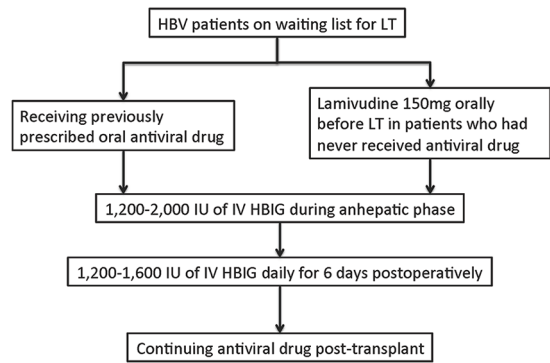 HBV patients on waiting list for LT
Receiving previously
prescribed oral antiviral drug
Lamivudine 150mg orally
before LT in patients who had
never received antiviral drug
1,200-2,000 IU of IV HBIG during anhepatic phase
1,200-1,600 IU of IV HBIG daily for 6 days postoperatively
Continuing antiviral drug post-transplant